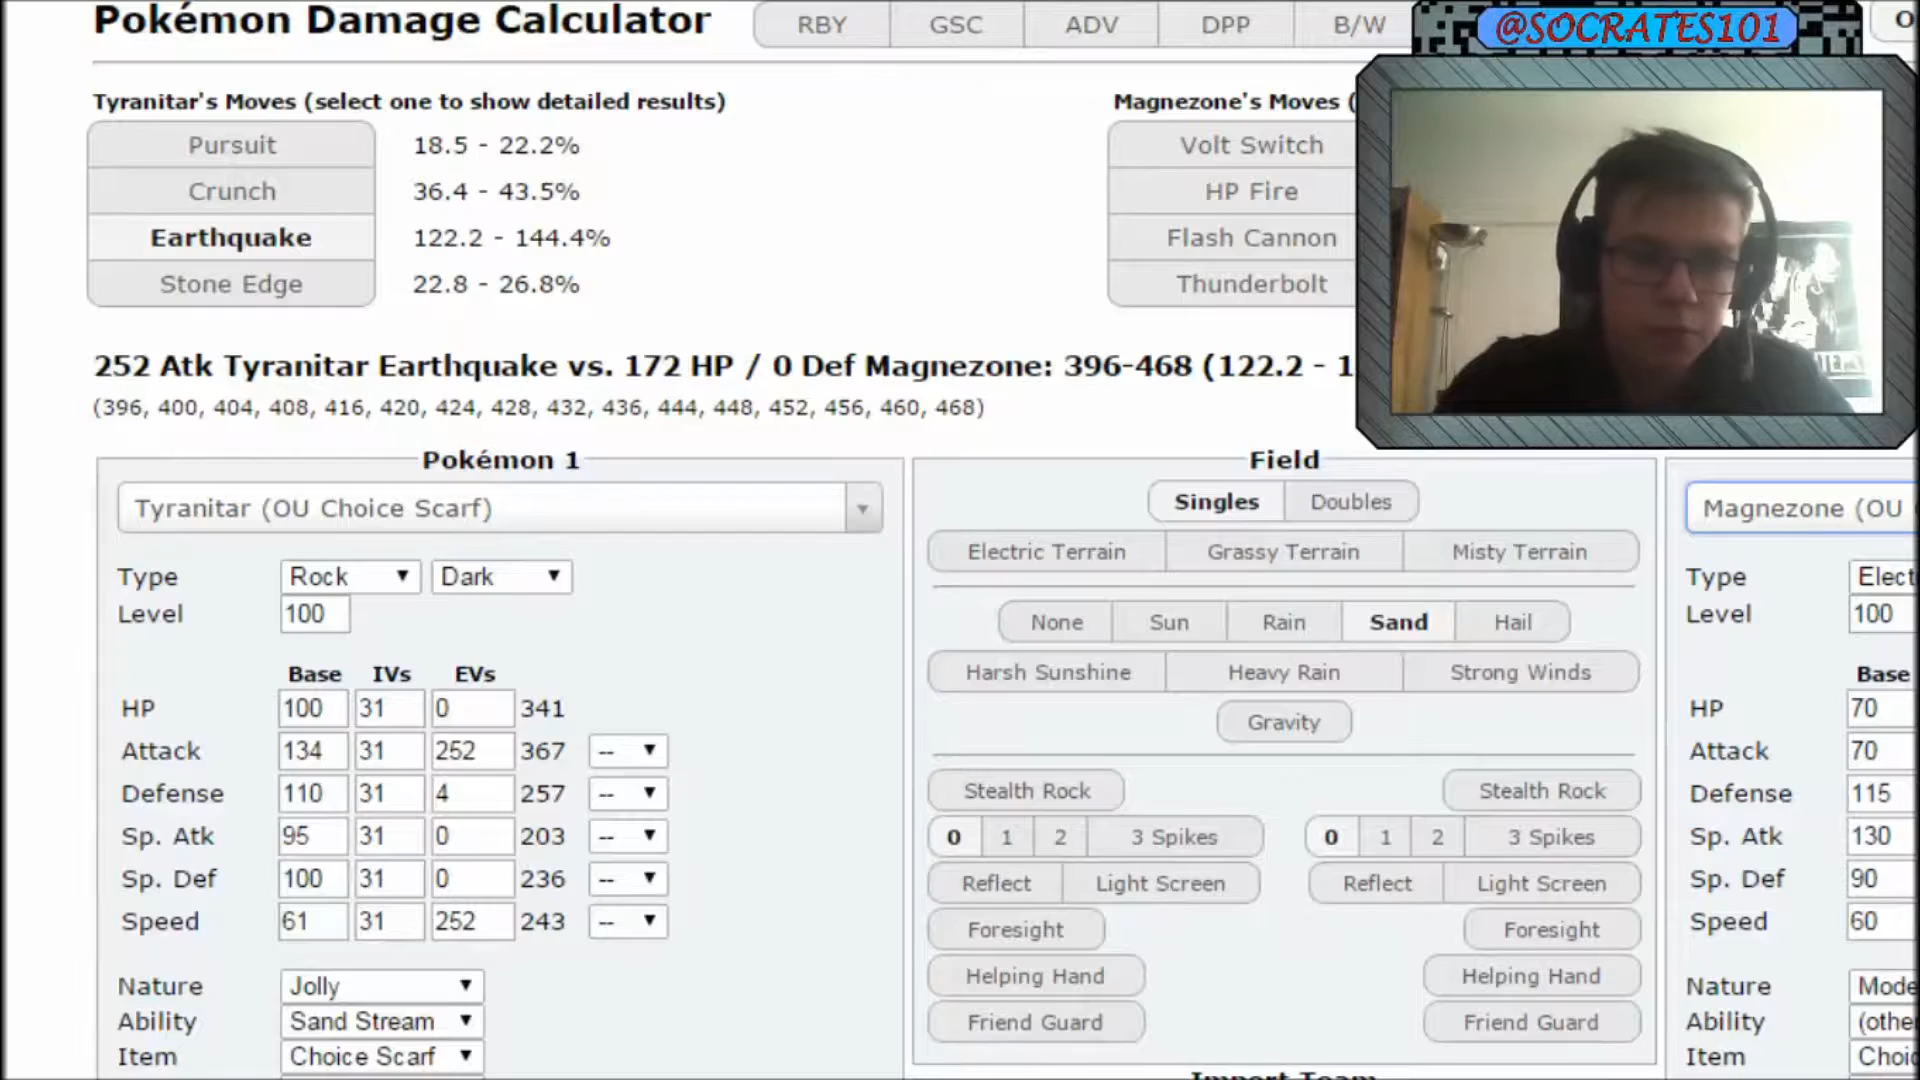 Pokémon Damage Calculator
RBY GSC ADV DPP B/W
@SOCRATES101
Tyranitar's Moves (select one to show detailed results)
Magnezone's Moves (
Pursuit 18.5 - 22.2%
Crunch 36.4 - 43.5%
Earthquake 122.2 - 144.4%
Stone Edge 22.8 - 26.8%
Volt Switch
HP Fire
Flash Cannon
Thunderbolt
252 Atk Tyranitar Earthquake vs. 172 HP / 0 Def Magnezone: 396-468 (122.2 - 1
(396, 400, 404, 408, 416, 420, 424, 428, 432, 436, 444, 448, 452, 456, 460, 468)
Pokémon 1
Tyranitar (OU Choice Scarf)
Type Rock Dark
Level 100
Base IVs EVs
HP 100 31 0 341
Attack 134 31 252 367 --
Defense 110 31 4 257 --
Sp. Atk 95 31 0 203 --
Sp. Def 100 31 0 236 --
Speed 61 31 252 243 --
Nature Jolly
Ability Sand Stream
Item Choice Scarf
Field
Singles Doubles
Electric Terrain Grassy Terrain Misty Terrain
None Sun Rain Sand Hail
Harsh Sunshine Heavy Rain Strong Winds
Gravity
Stealth Rock Stealth Rock
0 1 2 3 Spikes 0 1 2 3 Spikes
Reflect Light Screen Reflect Light Screen
Foresight Foresight
Helping Hand Helping Hand
Friend Guard Friend Guard
Import Team
Magnezone (OU
Type Elect
Level 100
Base
HP 70
Attack 70
Defense 115
Sp. Atk 130
Sp. Def 90
Speed 60
Nature Mode
Ability (othe
Item Choic